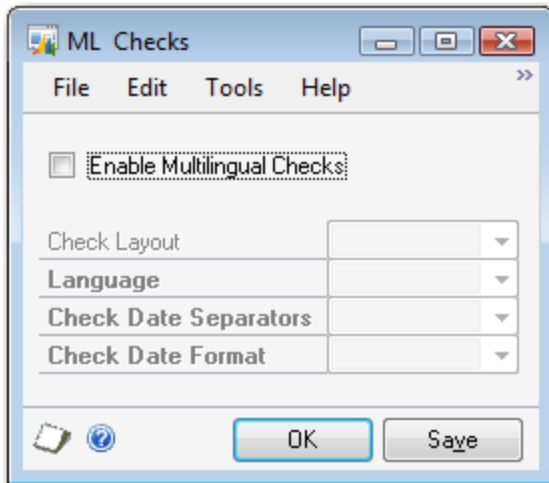 ML Checks
File Edit Tools Help »
Enable Multilingual Checks
Check Layout
Language
Check Date Separators
Check Date Format
OK Save